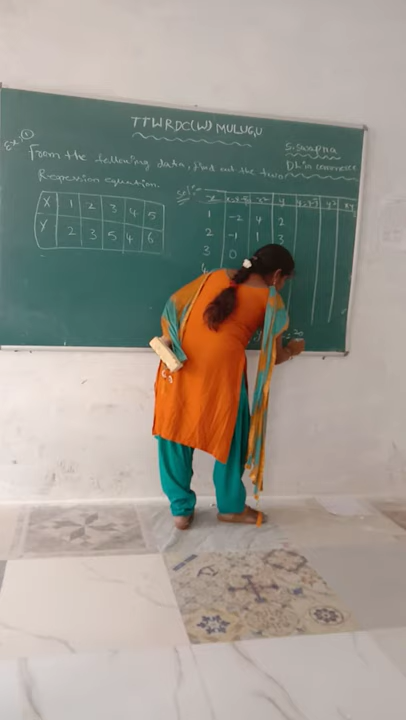 TTWRDC(W) MULUGU
Ex:- ①
From the following data, find out the two
Regression equation.
S. Swapna
D
in commerce
X 1 2 3 4 5
Y 2 3 5 4 6
Sol:-
x x²  y y² xy
1 -2 4 2
2 -1 1 3
3 0
4
= 20